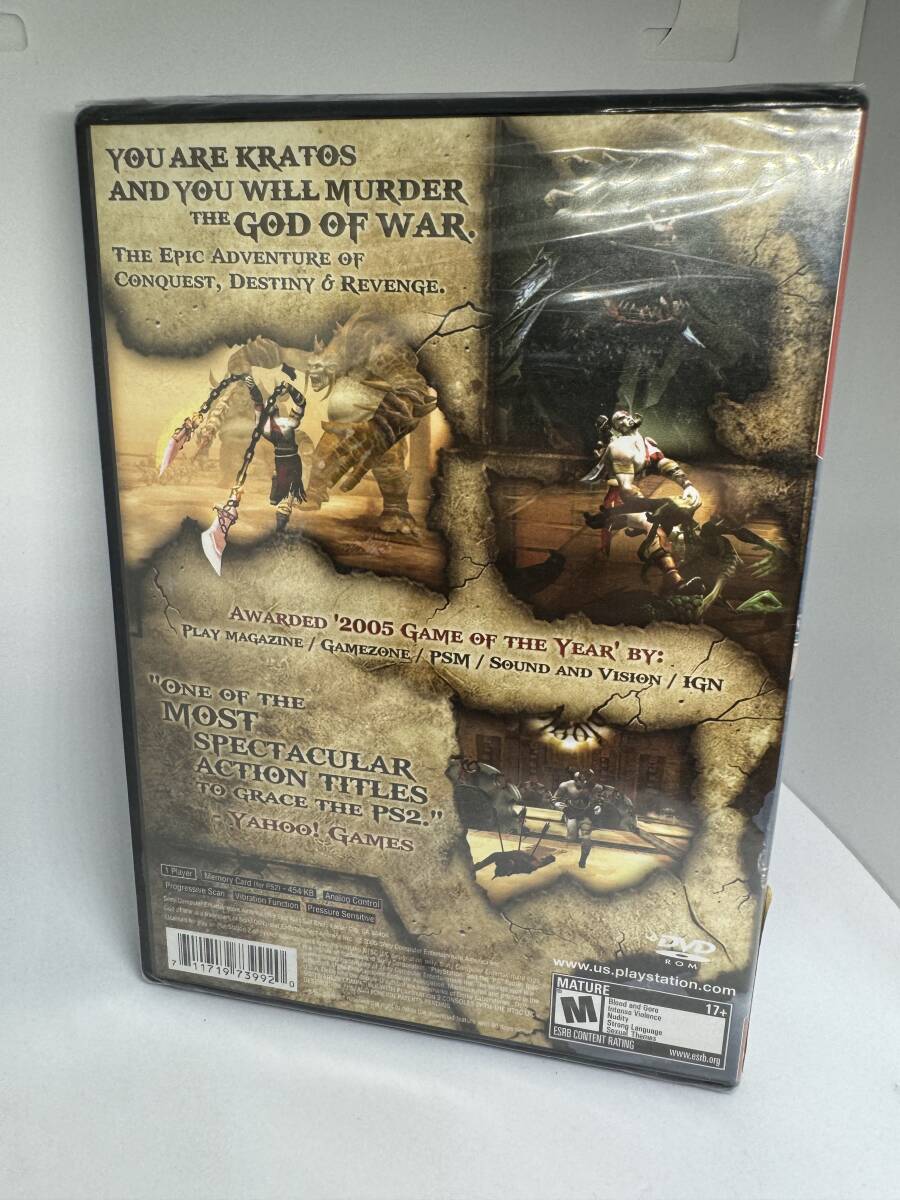 YOU ARE KRATOS
AND YOU WILL MURDER
THE GOD OF WAR.
THE EPIC ADVENTURE OF
CONQUEST, DESTINY & REVENGE.
AWARDED '2005 GAME OF THE YEAR' BY:
PLAY MAGAZINE / GAMEZONE / PSM / SOUND AND VISION / IGN
"ONE OF THE
MOST
SPECTACULAR
ACTION TITLES
TO GRACE THE PS2."
- YAHOO! GAMES
1 Player Memory Card (for PS2) - 454 KB Analog Control
Progressive Scan Vibration Function Pressure Sensitive
7 11719 73992 0
DVD
ROM
www.us.playstation.com
MATURE 17+
M
Blood and Gore
Intense Violence
Nudity
Strong Language
Sexual Themes
ESRB CONTENT RATING www.esrb.org